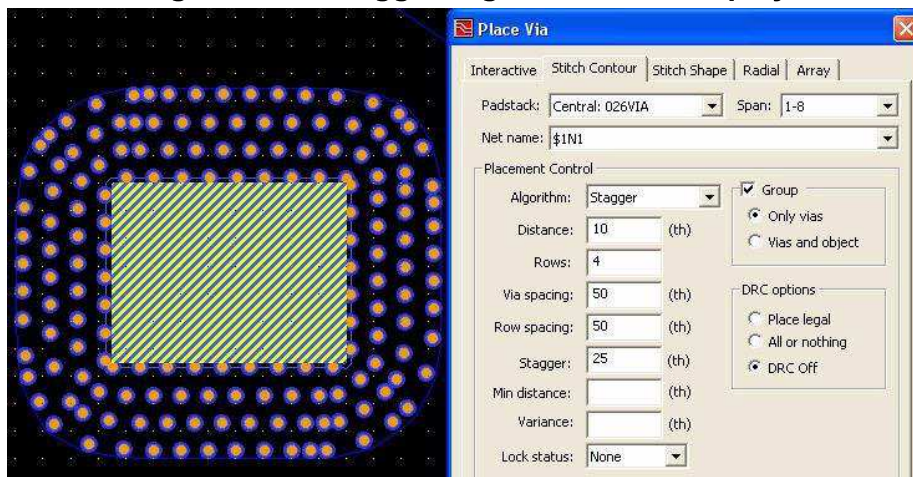 Place Via
Interactive Stitch Contour Stitch Shape Radial Array
Padstack: Central: 026VIA Span: 1-8
Net name: $1N1
Placement Control
Algorithm: Stagger
Distance: 10 (th)
Rows: 4
Via spacing: 50 (th)
Row spacing: 50 (th)
Stagger: 25 (th)
Min distance: (th)
Variance: (th)
Lock status: None
Group
Only vias
Vias and object
DRC options
Place legal
All or nothing
DRC Off